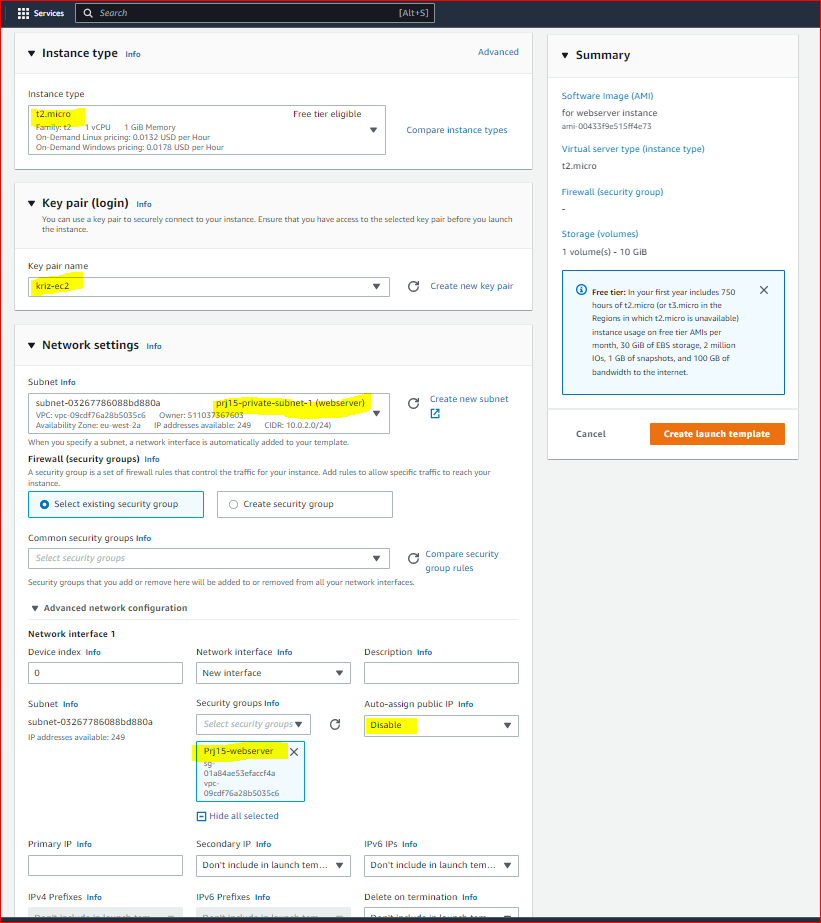 Services
Search
[Alt+S]
Instance type Info
Advanced
Instance type
t2.micro
Free tier eligible
Family: t2 1 vCPU 1 GiB Memory
On-Demand Linux pricing: 0.0132 USD per Hour
On-Demand Windows pricing: 0.0178 USD per Hour
Compare instance types
Key pair (login) Info
You can use a key pair to securely connect to your instance. Ensure that you have access to the selected key pair before you launch
the instance.
Key pair name
kriz-ec2
Create new key pair
Network settings Info
Subnet Info
subnet-03267786088bd880a
prj15-private-subnet-1 (webserver)
VPC: vpc-09cdf76a28b5035c6 Owner: 511037367603
Availability Zone: eu-west-2a IP addresses available: 249 CIDR: 10.0.2.0/24)
Create new subnet
When you specify a subnet, a network interface is automatically added to your template.
Firewall (security groups) Info
A security group is a set of firewall rules that control the traffic for your instance. Add rules to allow specific traffic to reach your
instance.
Select existing security group
Create security group
Common security groups Info
Select security groups
Compare security
group rules
Security groups that you add or remove here will be added to or removed from all your network interfaces.
Advanced network configuration
Network interface 1
Device index Info
Network interface Info
Description Info
0
New interface
Subnet Info
Security groups Info
Auto-assign public IP Info
subnet-03267786088bd880a
IP addresses available: 249
Select security groups
Disable
Prj15-webserver
sg-
01a84ae53efaccf4a
vpc-
09cdf76a28b5035c6
Hide all selected
Primary IP Info
Secondary IP Info
IPv6 IPs Info
Don't include in launch tem...
Don't include in launch tem...
IPv4 Prefixes Info
IPv6 Prefixes Info
Delete on termination Info
Don't include in launch tem...
Don't include in launch tem...
Don't include in launch tem...
Summary
Software Image (AMI)
for webserver instance
ami-00433f9e515ff4e73
Virtual server type (instance type)
t2.micro
Firewall (security group)
-
Storage (volumes)
1 volume(s) - 10 GiB
Free tier: In your first year includes 750
hours of t2.micro (or t3.micro in the
Regions in which t2.micro is unavailable)
instance usage on free tier AMIs per
month, 30 GiB of EBS storage, 2 million
IOs, 1 GB of snapshots, and 100 GB of
bandwidth to the internet.
Cancel
Create launch template